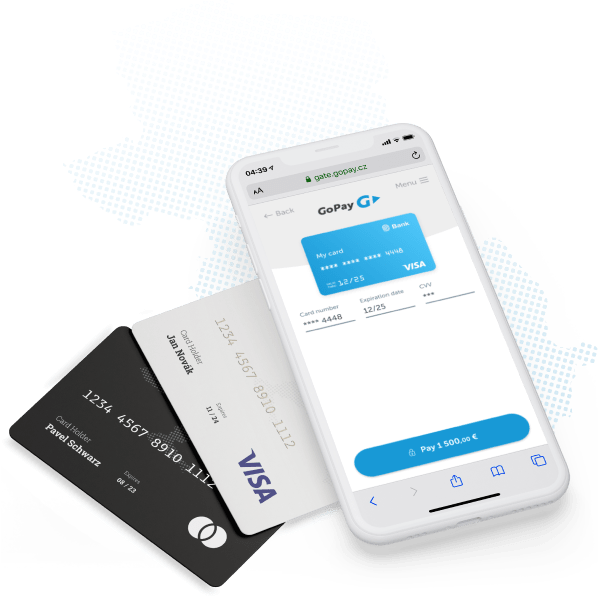 04:39
AA
gate.gopay.cz
← Back
GoPay
Menu
Bank
My card
**** **** **** 4448
12/25
VISA
Card number
Expiration date
CVV
**** 4448
12/25
***
Pay 1 500,00 €
1234 4567 8910 1112
Card Holder
Jan Novák
Expires
11 / 24
VISA
1234 4567 8910 1112
Card Holder
Pavel Schwarz
Expires
08 / 23